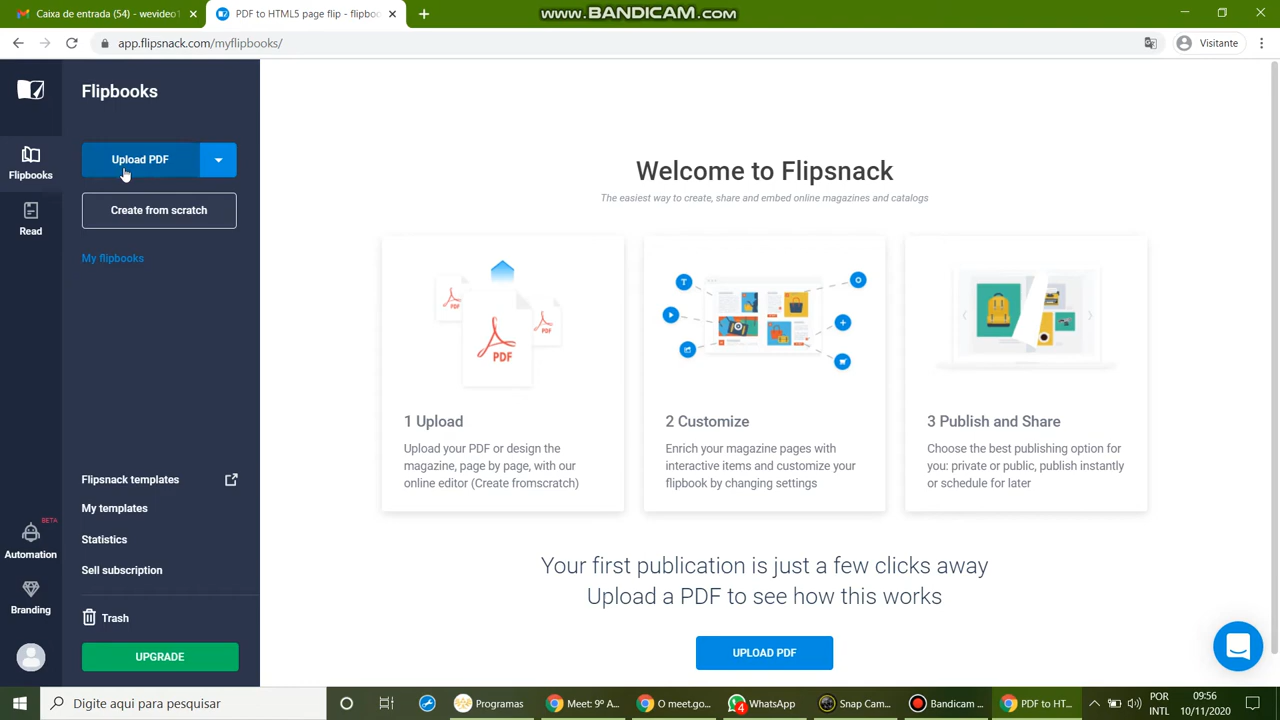 Caixa de entrada (54) - wevideo1
PDF to HTML5 page flip - flipboo
www.BANDICAM.com
app.flipsnack.com/myflipbooks/
Visitante
Flipbooks
Upload PDF
Flipbooks
Create from scratch
Read
My flipbooks
Welcome to Flipsnack
The easiest way to create, share and embed online magazines and catalogs
PDF
PDF
PDF
T
1 Upload
Upload your PDF or design the
magazine, page by page, with our
online editor (Create fromscratch)
2 Customize
Enrich your magazine pages with
interactive items and customize your
flipbook by changing settings
3 Publish and Share
Choose the best publishing option for
you: private or public, publish instantly
or schedule for later
Flipsnack templates
My templates
BETA
Automation
Statistics
Sell subscription
Branding
Trash
UPGRADE
Your first publication is just a few clicks away
Upload a PDF to see how this works
UPLOAD PDF
Digite aqui para pesquisar
Programas
Meet: 9º A...
O meet.go...
4
WhatsApp
Snap Cam...
Bandicam ...
PDF to HT...
POR
INTL
09:56
10/11/2020